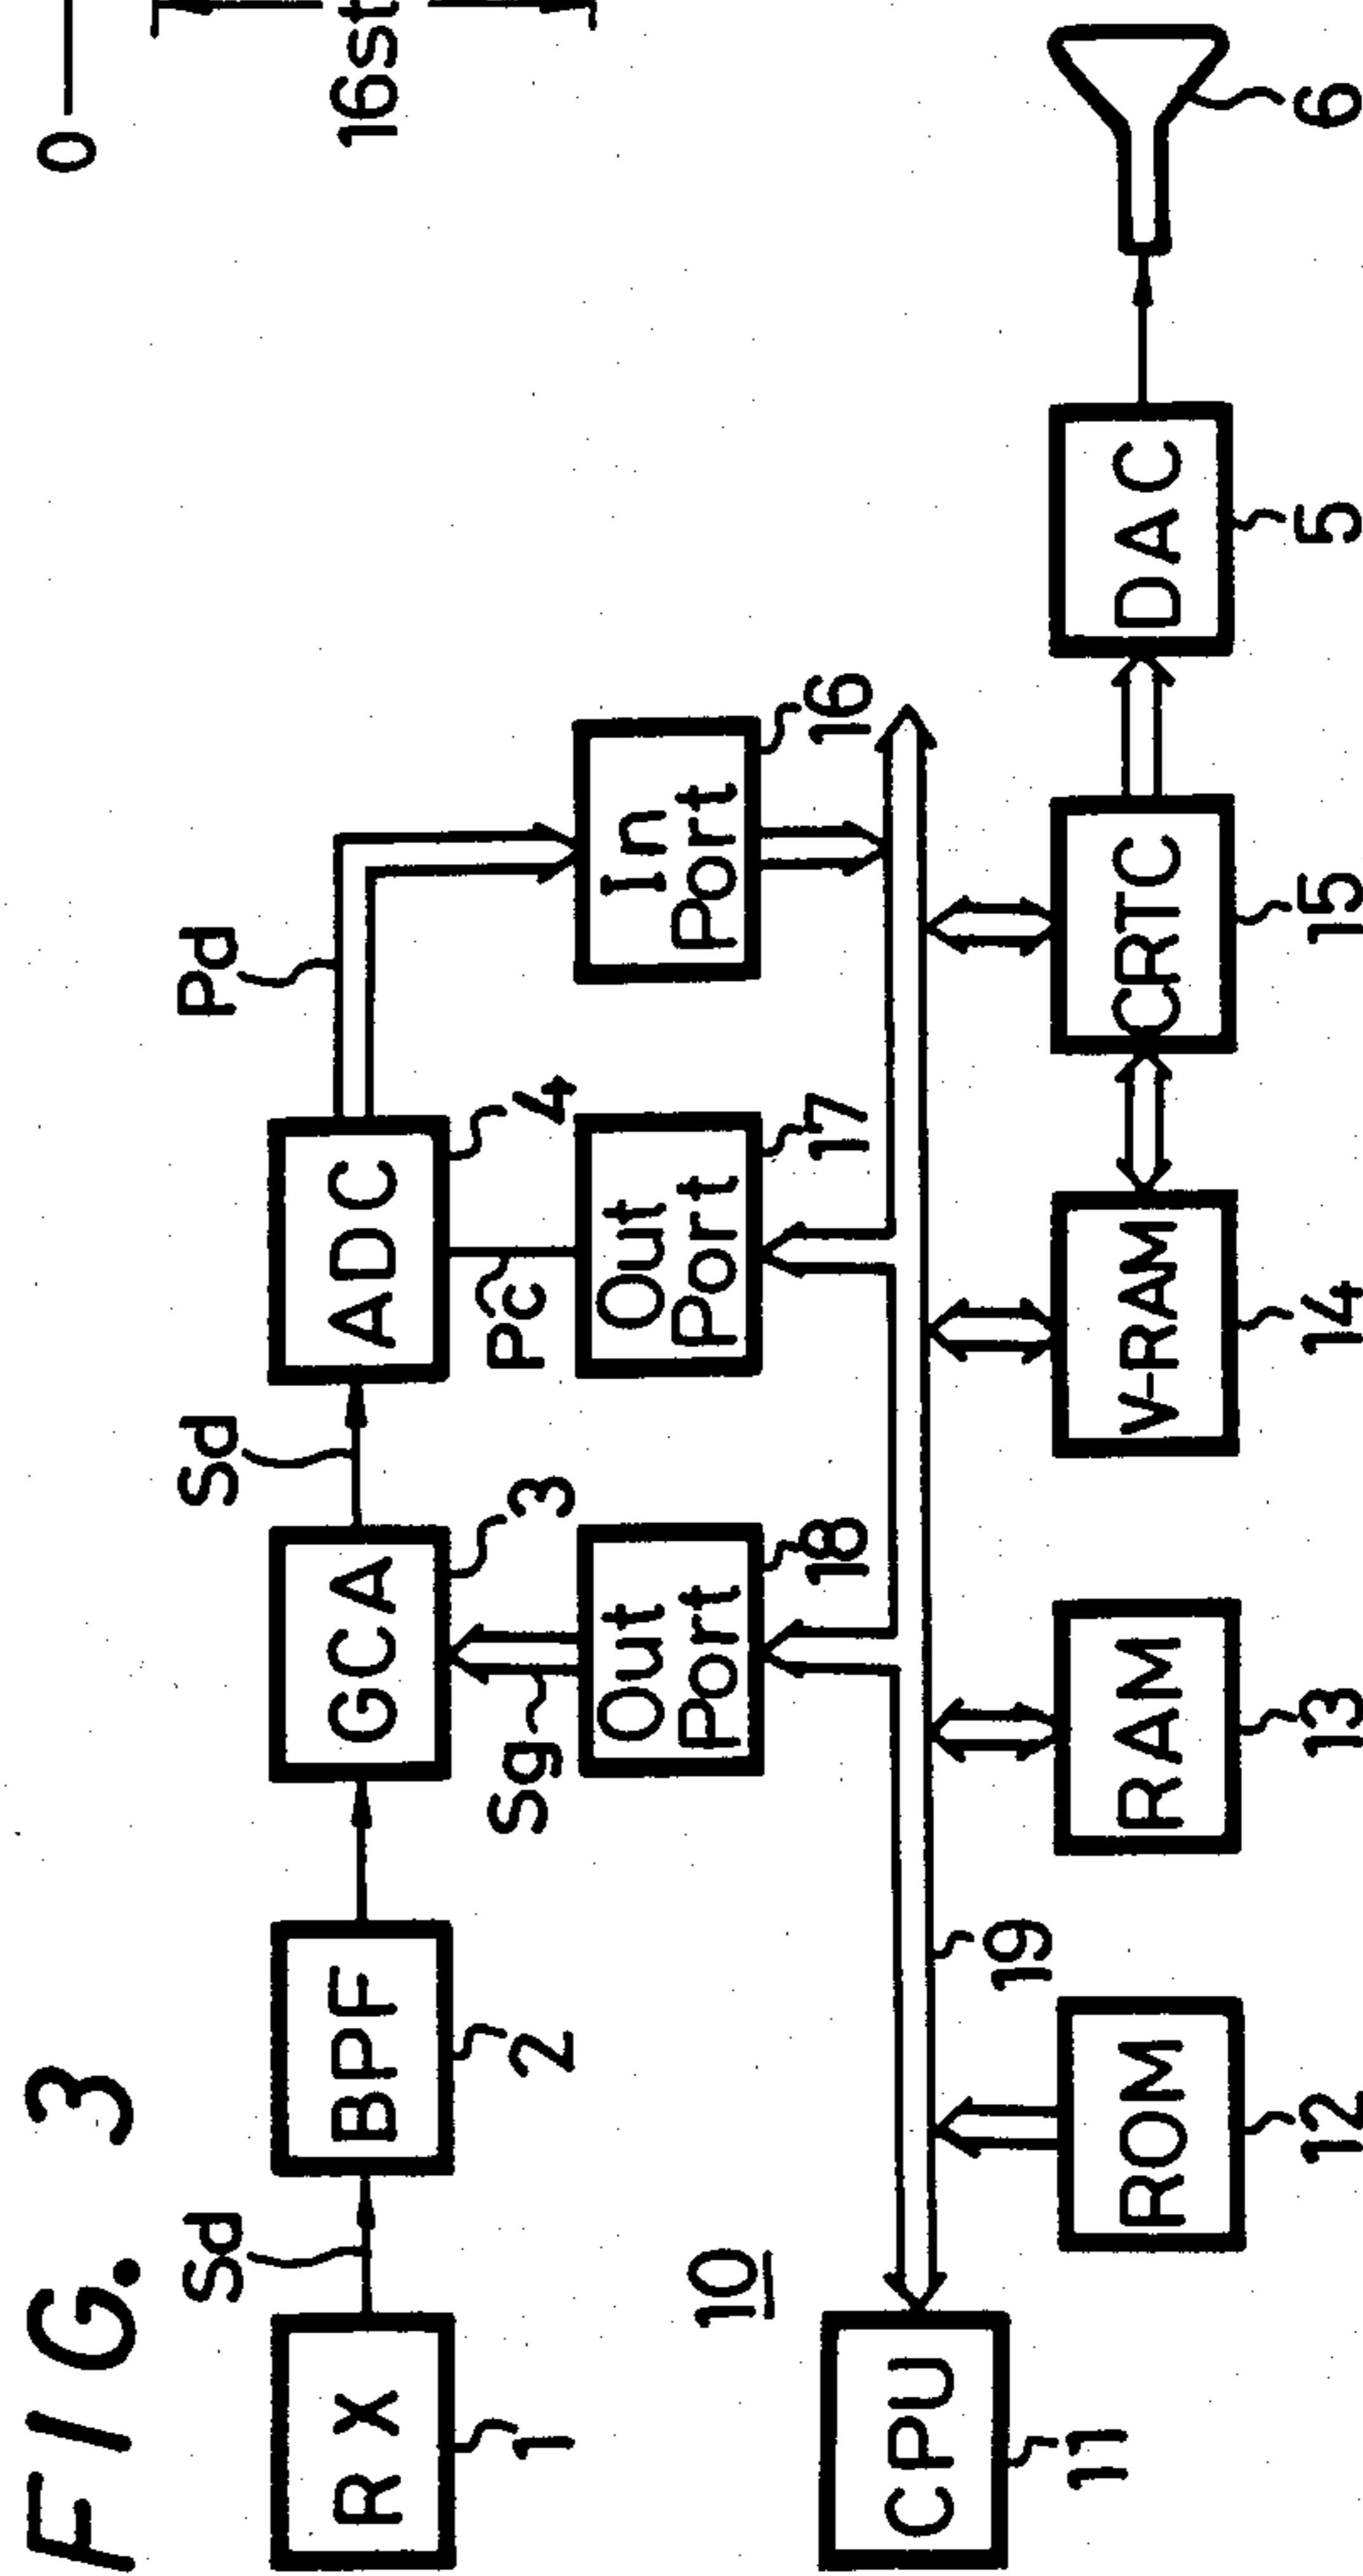 FIG. 3
0
16st
Sd
Sd
Pd
RX
BPF
GCA
ADC
1
2
3
4
Sg
Pc
Out
Port
Out
Port
In
Port
18
17
16
10
CPU
11
19
ROM
RAM
V-RAM
CRTC
DAC
12
13
14
15
5
6